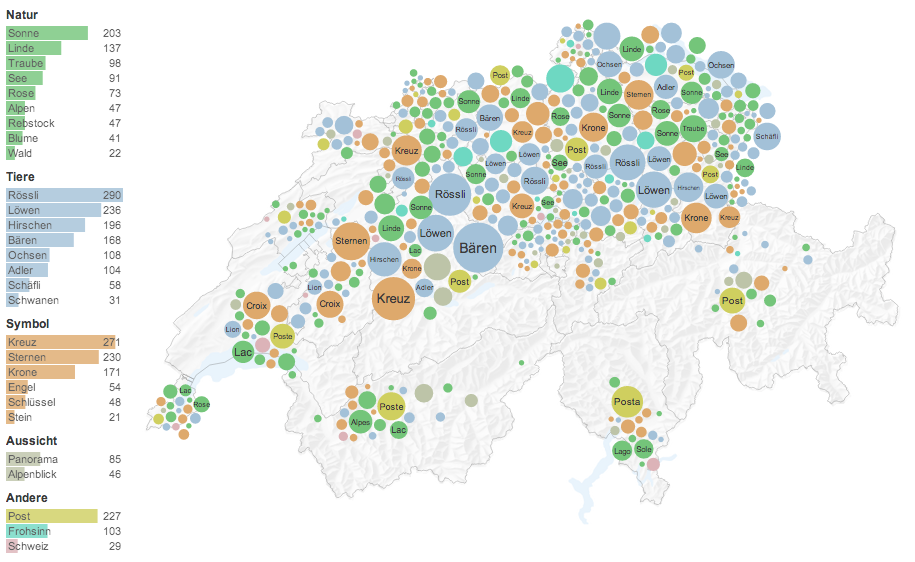 Natur
Sonne 203
Linde 137
Traube 98
See 91
Rose 73
Alpen 47
Rebstock 47
Blume 41
Wald 22
Tiere
Rössli 290
Löwen 236
Hirschen 196
Bären 168
Ochsen 108
Adler 104
Schäfli 58
Schwanen 31
Symbol
Kreuz 271
Sternen 230
Krone 171
Engel 54
Schlüssel 48
Stein 21
Aussicht
Panorama 85
Alpenblick 46
Andere
Post 227
Frohsinn 103
Schweiz 29
Linde
Ochsen
Ochsen
Post
Post
Adler
Linde
Sternen
Sonne
Sonne
Linde
Rose
Rose
Sonne
Bären
Rössli
Kreuz
Krone
Sonne
Traube
Schäfli
Kreuz
Post
Löwen
Löwen
See
Rössli
Rössli
Löwen
See
Linde
Sonne
Post
Rössli
Rössli
Rössli
Löwen
Hirschen
Löwen
Sonne
Kreuz
See
Krone
Kreuz
Linde
Löwen
Sternen
Bären
Lac
Hirschen
Krone
Post
Lion
Adler
Kreuz
Croix
Croix
Post
Lion
Poste
Lac
Lac
Rose
Poste
Alpes
Lac
Posta
Lago
Sole